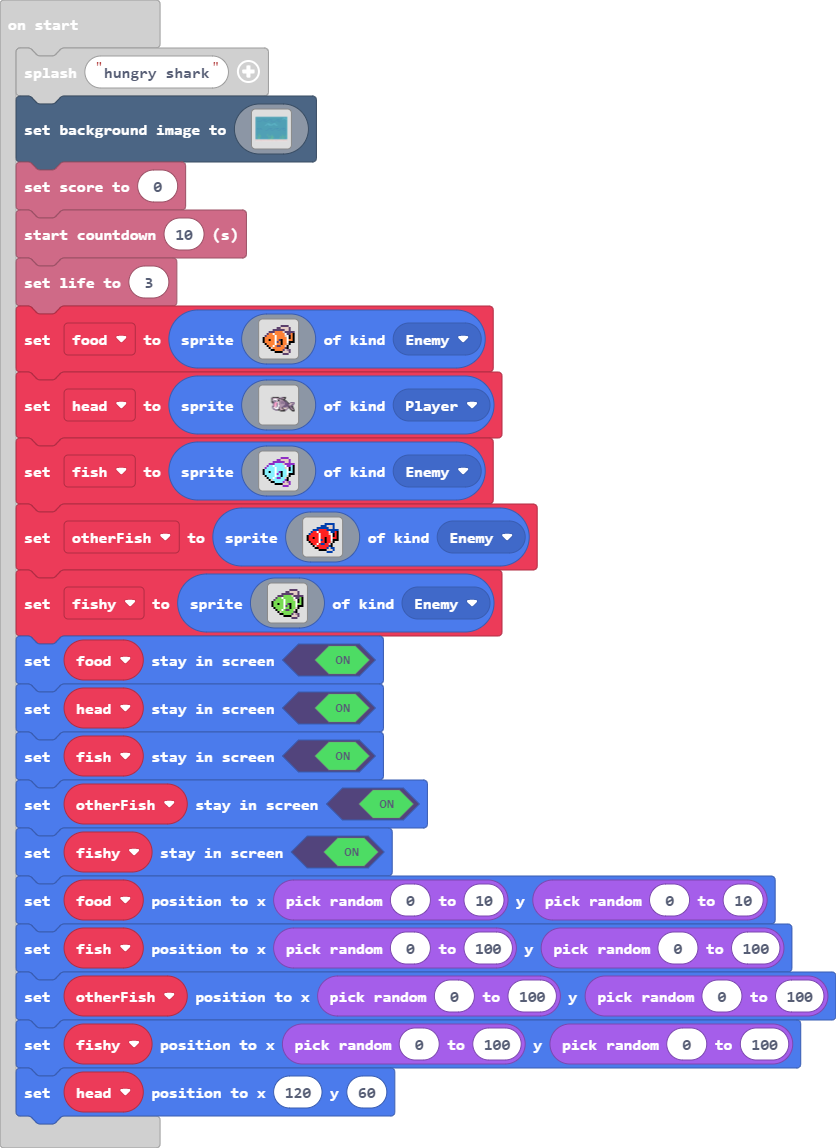 on start
splash "hungry shark"
set background image to
set score to 0
start countdown 10 (s)
set life to 3
set food to sprite of kind Enemy
set head to sprite of kind Player
set fish to sprite of kind Enemy
set otherFish to sprite of kind Enemy
set fishy to sprite of kind Enemy
set food stay in screen ON
set head stay in screen ON
set fish stay in screen ON
set otherFish stay in screen ON
set fishy stay in screen ON
set food position to x pick random 0 to 10 y pick random 0 to 10
set fish position to x pick random 0 to 100 y pick random 0 to 100
set otherFish position to x pick random 0 to 100 y pick random 0 to 100
set fishy position to x pick random 0 to 100 y pick random 0 to 100
set head position to x 120 y 60